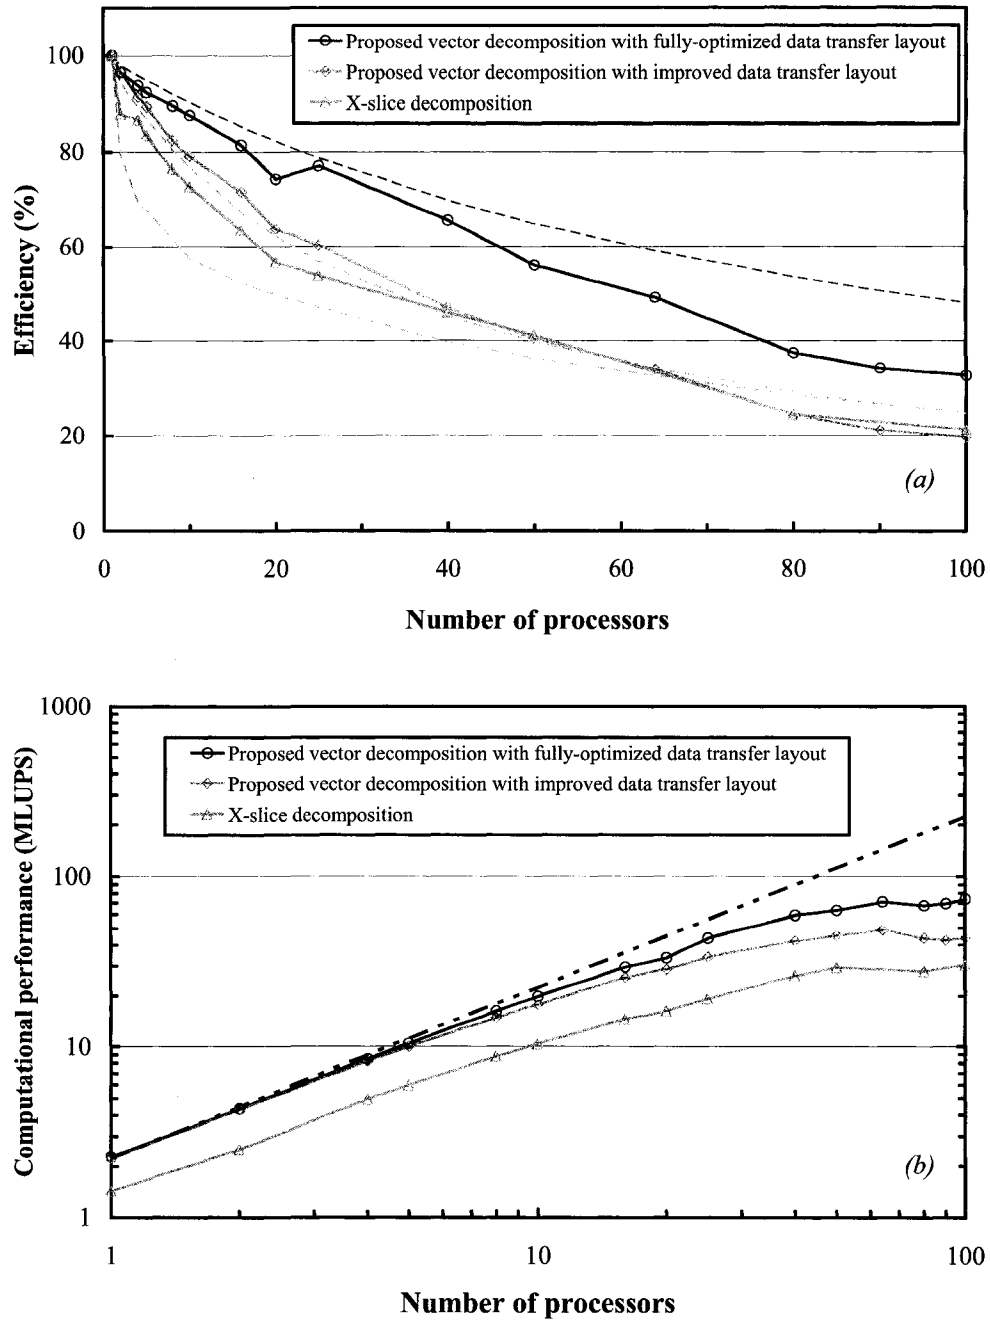 Proposed vector decomposition with fully-optimized data transfer layout
Proposed vector decomposition with improved data transfer layout
X-slice decomposition
100
80
60
40
20
0
Efficiency (%)
(a)
0 20 40 60 80 100
Number of processors
1000
100
10
1
Computational performance (MLUPS)
Proposed vector decomposition with fully-optimized data transfer layout
Proposed vector decomposition with improved data transfer layout
X-slice decomposition
(b)
1 10 100
Number of processors